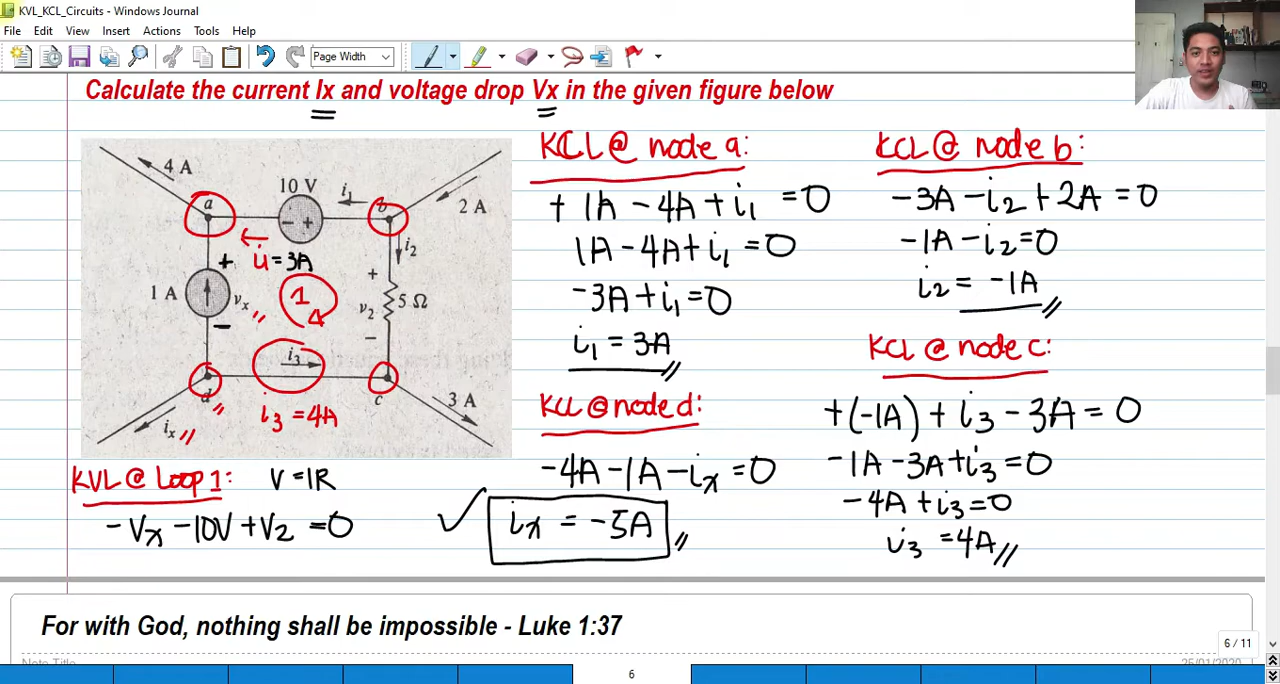 KVL_KCL_Circuits - Windows Journal
File Edit View Insert Actions Tools Help
Page Width
Calculate the current Ix and voltage drop Vx in the given figure below
4 A
10 V
i1
2 A
a
b
i1 = 3A
i2
+
- +
+
1 A
vx
1
v2
5 Ω
-
-
i3
d
c
i3 = 4A
3 A
ix
KCL @ node a:
+ 1A - 4A + i1 = 0
1A - 4A + i1 = 0
-3A + i1 = 0
i1 = 3A
KCL @ node b:
-3A - i2 + 2A = 0
-1A - i2 = 0
i2 = -1A
KCL @ node c:
+(-1A) + i3 - 3A = 0
-1A - 3A + i3 = 0
-4A + i3 = 0
i3 = 4A
KCL @ node d:
-4A - 1A - ix = 0
ix = -5A
KVL @ Loop 1: V = IR
-Vx - 10V + V2 = 0
For with God, nothing shall be impossible - Luke 1:37
6 / 11
Note Title
25/01/2020
6